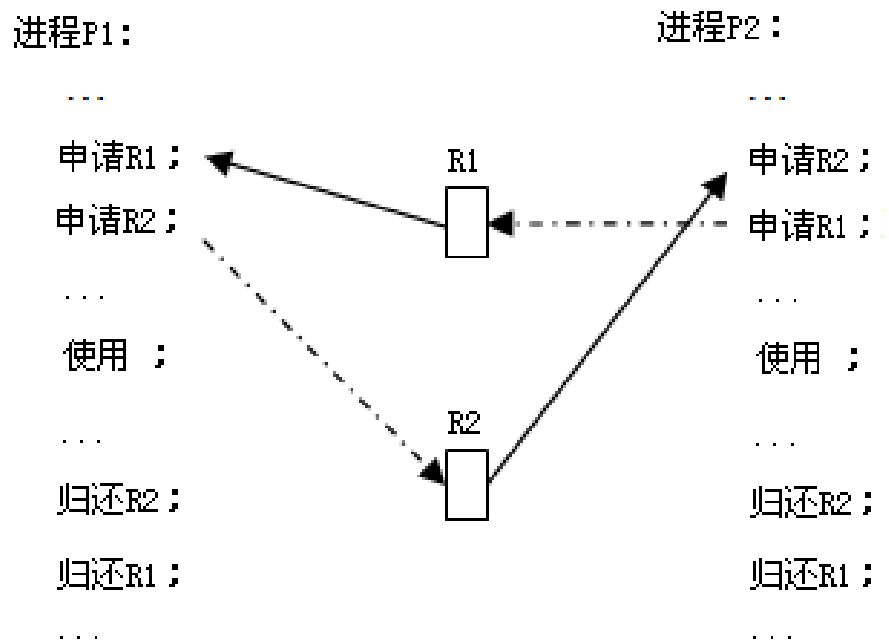 进程P1：
...
申请R1；
申请R2；
...
使用 ；
...
归还R2；
归还R1；
...
R1
R2
进程P2：
...
申请R2；
申请R1；
...
使用 ；
...
归还R2；
归还R1；
...